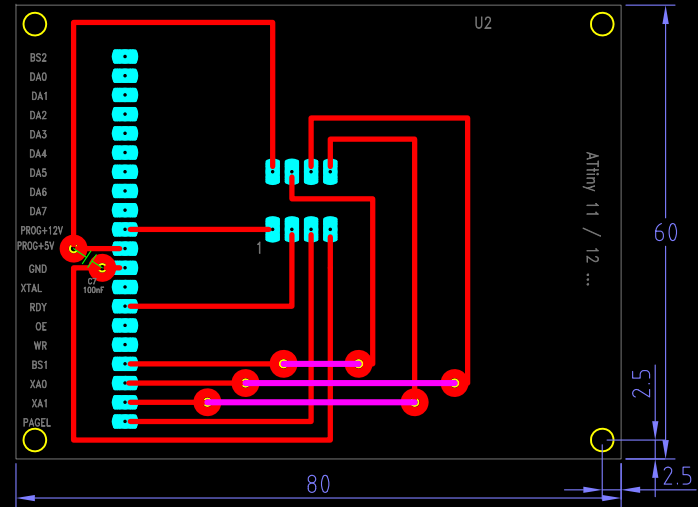 U2
BS2
DA0
DA1
DA2
DA3
DA4
DA5
DA6
DA7
PROG+12V
PROG+5V
GND
C7
100nF
XTAL
RDY
OE
WR
BS1
XA0
XA1
PAGEL
1
ATtiny 11 / 12 ...
60
2.5
2.5
80